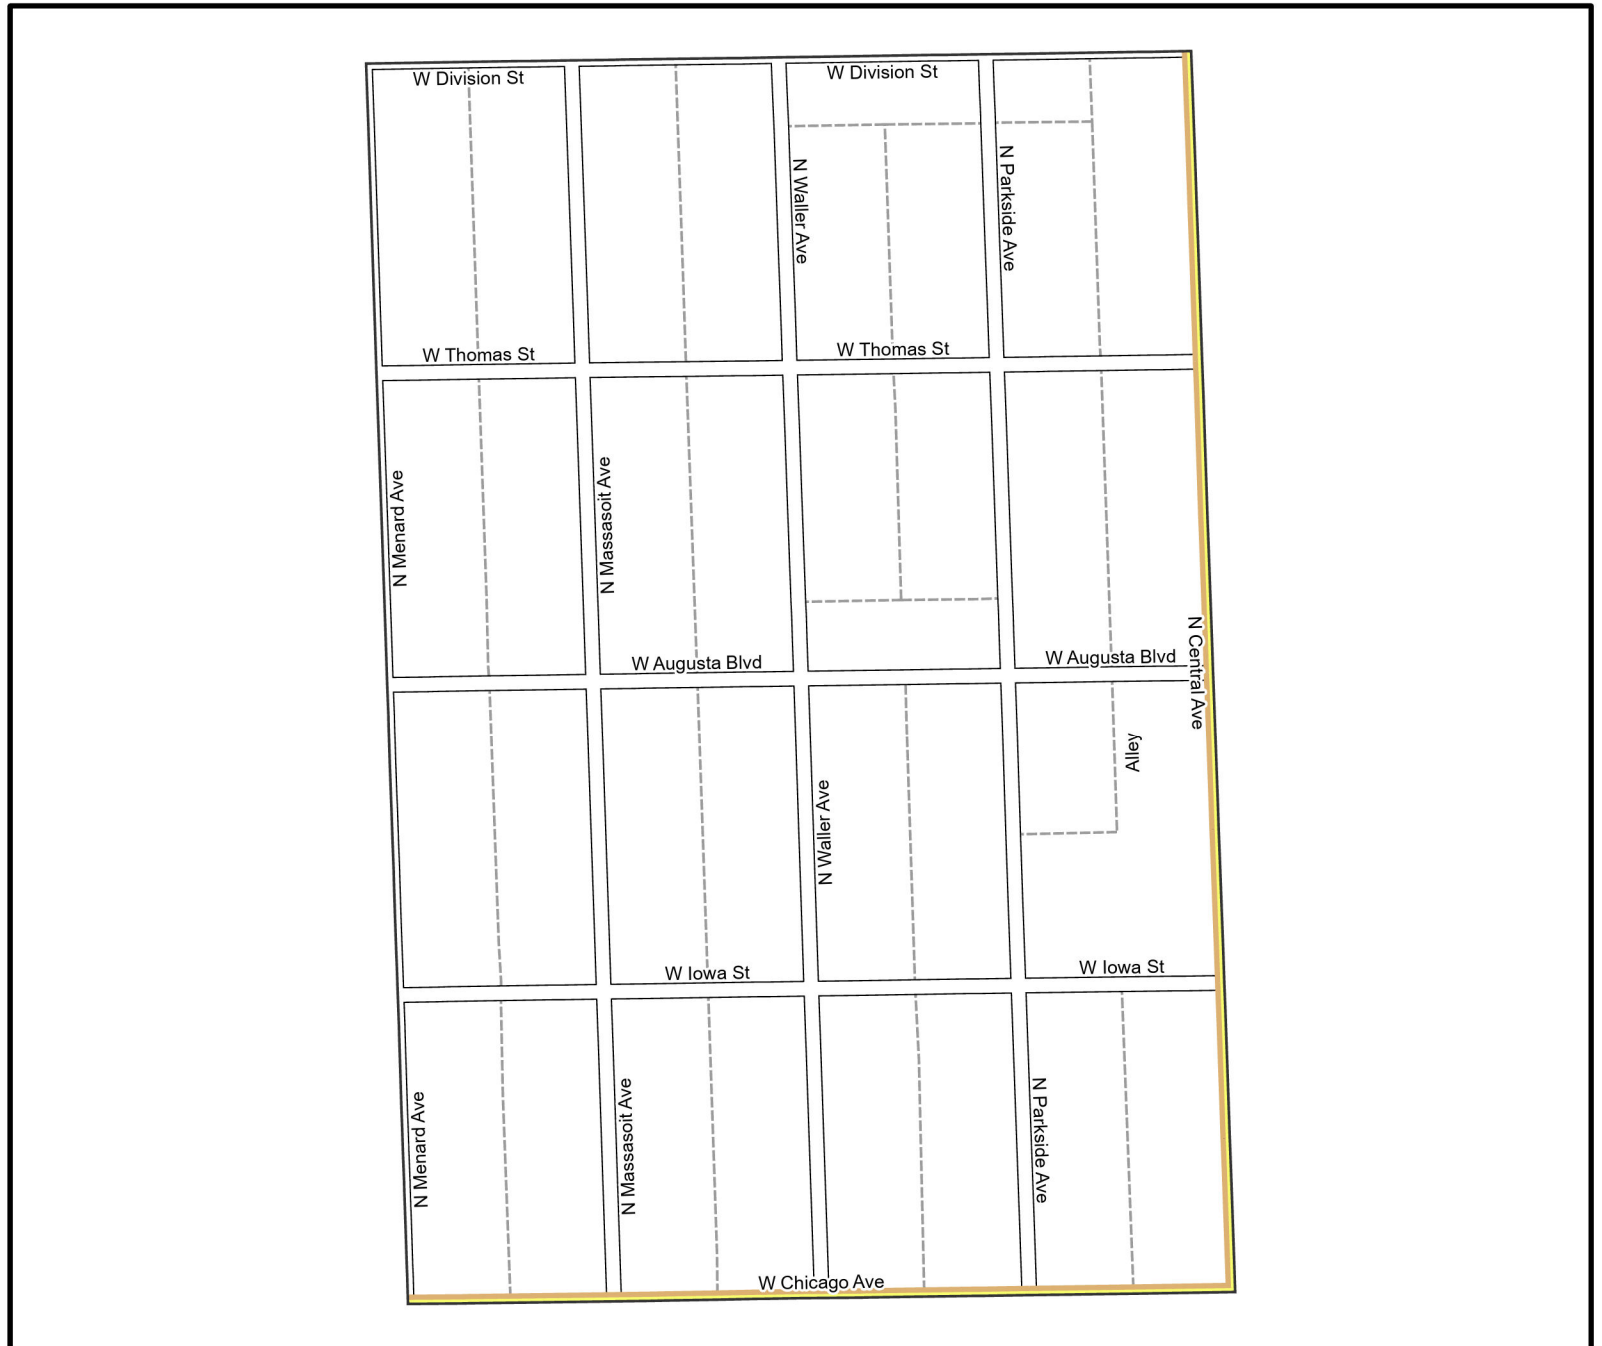 W Division St
W Division St
N Waller Ave
N Parkside Ave
W Thomas St
W Thomas St
N Menard Ave
N Massasoit Ave
W Augusta Blvd
W Augusta Blvd
N Central Ave
Alley
N Waller Ave
W Iowa St
W Iowa St
N Menard Ave
N Massasoit Ave
N Parkside Ave
W Chicago Ave